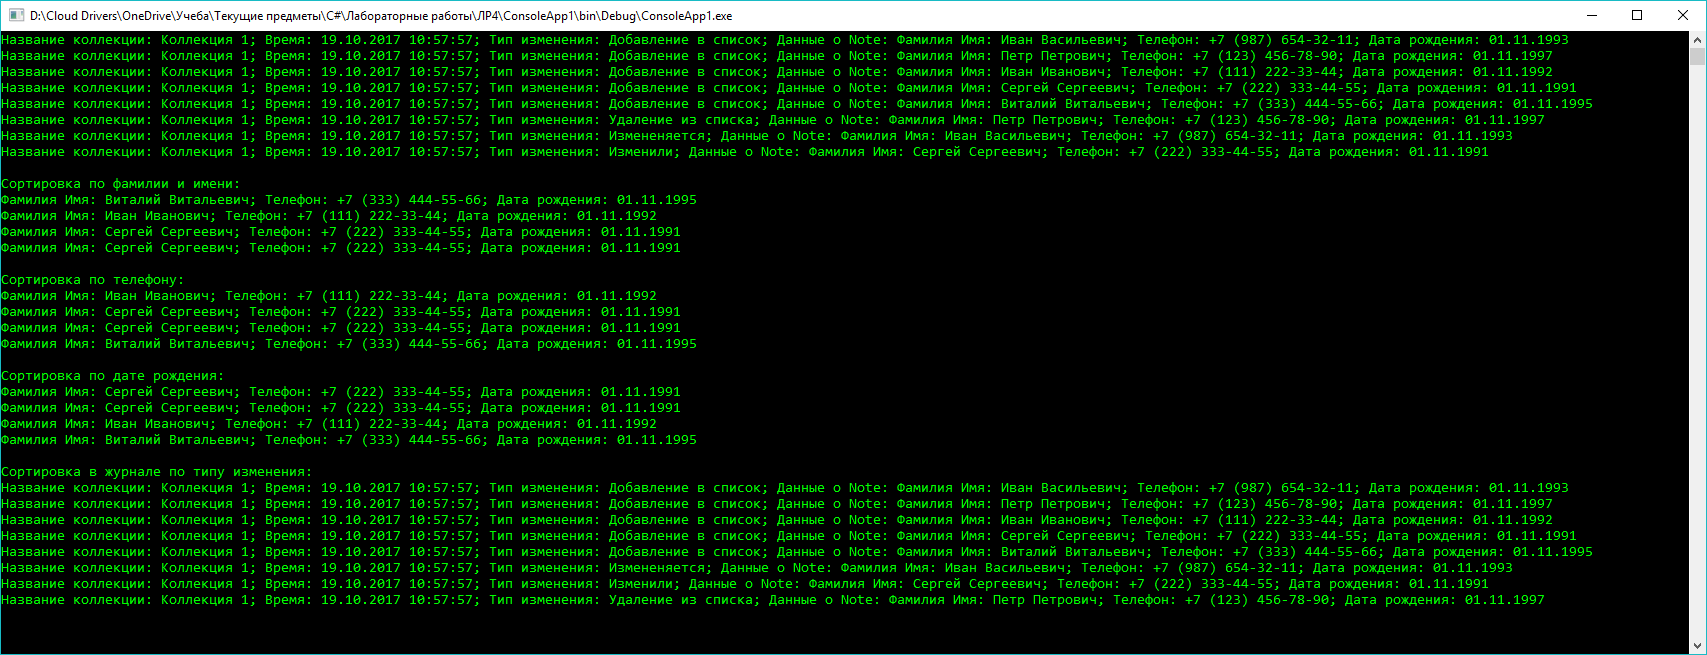 D:\Cloud Drivers\OneDrive\Учеба\Текущие предметы\C#\Лабораторные работы\ЛР4\ConsoleApp1\bin\Debug\ConsoleApp1.exe
Название коллекции: Коллекция 1; Время: 19.10.2017 10:57:57; Тип изменения: Добавление в список; Данные о Note: Фамилия Имя: Иван Васильевич; Телефон: +7 (987) 654-32-11; Дата рождения: 01.11.1993
Название коллекции: Коллекция 1; Время: 19.10.2017 10:57:57; Тип изменения: Добавление в список; Данные о Note: Фамилия Имя: Петр Петрович; Телефон: +7 (123) 456-78-90; Дата рождения: 01.11.1997
Название коллекции: Коллекция 1; Время: 19.10.2017 10:57:57; Тип изменения: Добавление в список; Данные о Note: Фамилия Имя: Иван Иванович; Телефон: +7 (111) 222-33-44; Дата рождения: 01.11.1992
Название коллекции: Коллекция 1; Время: 19.10.2017 10:57:57; Тип изменения: Добавление в список; Данные о Note: Фамилия Имя: Сергей Сергеевич; Телефон: +7 (222) 333-44-55; Дата рождения: 01.11.1991
Название коллекции: Коллекция 1; Время: 19.10.2017 10:57:57; Тип изменения: Добавление в список; Данные о Note: Фамилия Имя: Виталий Витальевич; Телефон: +7 (333) 444-55-66; Дата рождения: 01.11.1995
Название коллекции: Коллекция 1; Время: 19.10.2017 10:57:57; Тип изменения: Удаление из списка; Данные о Note: Фамилия Имя: Петр Петрович; Телефон: +7 (123) 456-78-90; Дата рождения: 01.11.1997
Название коллекции: Коллекция 1; Время: 19.10.2017 10:57:57; Тип изменения: Измененяется; Данные о Note: Фамилия Имя: Иван Васильевич; Телефон: +7 (987) 654-32-11; Дата рождения: 01.11.1993
Название коллекции: Коллекция 1; Время: 19.10.2017 10:57:57; Тип изменения: Изменили; Данные о Note: Фамилия Имя: Сергей Сергеевич; Телефон: +7 (222) 333-44-55; Дата рождения: 01.11.1991
Сортировка по фамилии и имени:
Фамилия Имя: Виталий Витальевич; Телефон: +7 (333) 444-55-66; Дата рождения: 01.11.1995
Фамилия Имя: Иван Иванович; Телефон: +7 (111) 222-33-44; Дата рождения: 01.11.1992
Фамилия Имя: Сергей Сергеевич; Телефон: +7 (222) 333-44-55; Дата рождения: 01.11.1991
Фамилия Имя: Сергей Сергеевич; Телефон: +7 (222) 333-44-55; Дата рождения: 01.11.1991
Сортировка по телефону:
Фамилия Имя: Иван Иванович; Телефон: +7 (111) 222-33-44; Дата рождения: 01.11.1992
Фамилия Имя: Сергей Сергеевич; Телефон: +7 (222) 333-44-55; Дата рождения: 01.11.1991
Фамилия Имя: Сергей Сергеевич; Телефон: +7 (222) 333-44-55; Дата рождения: 01.11.1991
Фамилия Имя: Виталий Витальевич; Телефон: +7 (333) 444-55-66; Дата рождения: 01.11.1995
Сортировка по дате рождения:
Фамилия Имя: Сергей Сергеевич; Телефон: +7 (222) 333-44-55; Дата рождения: 01.11.1991
Фамилия Имя: Сергей Сергеевич; Телефон: +7 (222) 333-44-55; Дата рождения: 01.11.1991
Фамилия Имя: Иван Иванович; Телефон: +7 (111) 222-33-44; Дата рождения: 01.11.1992
Фамилия Имя: Виталий Витальевич; Телефон: +7 (333) 444-55-66; Дата рождения: 01.11.1995
Сортировка в журнале по типу изменения:
Название коллекции: Коллекция 1; Время: 19.10.2017 10:57:57; Тип изменения: Добавление в список; Данные о Note: Фамилия Имя: Иван Васильевич; Телефон: +7 (987) 654-32-11; Дата рождения: 01.11.1993
Название коллекции: Коллекция 1; Время: 19.10.2017 10:57:57; Тип изменения: Добавление в список; Данные о Note: Фамилия Имя: Петр Петрович; Телефон: +7 (123) 456-78-90; Дата рождения: 01.11.1997
Название коллекции: Коллекция 1; Время: 19.10.2017 10:57:57; Тип изменения: Добавление в список; Данные о Note: Фамилия Имя: Иван Иванович; Телефон: +7 (111) 222-33-44; Дата рождения: 01.11.1992
Название коллекции: Коллекция 1; Время: 19.10.2017 10:57:57; Тип изменения: Добавление в список; Данные о Note: Фамилия Имя: Сергей Сергеевич; Телефон: +7 (222) 333-44-55; Дата рождения: 01.11.1991
Название коллекции: Коллекция 1; Время: 19.10.2017 10:57:57; Тип изменения: Добавление в список; Данные о Note: Фамилия Имя: Виталий Витальевич; Телефон: +7 (333) 444-55-66; Дата рождения: 01.11.1995
Название коллекции: Коллекция 1; Время: 19.10.2017 10:57:57; Тип изменения: Измененяется; Данные о Note: Фамилия Имя: Иван Васильевич; Телефон: +7 (987) 654-32-11; Дата рождения: 01.11.1993
Название коллекции: Коллекция 1; Время: 19.10.2017 10:57:57; Тип изменения: Изменили; Данные о Note: Фамилия Имя: Сергей Сергеевич; Телефон: +7 (222) 333-44-55; Дата рождения: 01.11.1991
Название коллекции: Коллекция 1; Время: 19.10.2017 10:57:57; Тип изменения: Удаление из списка; Данные о Note: Фамилия Имя: Петр Петрович; Телефон: +7 (123) 456-78-90; Дата рождения: 01.11.1997